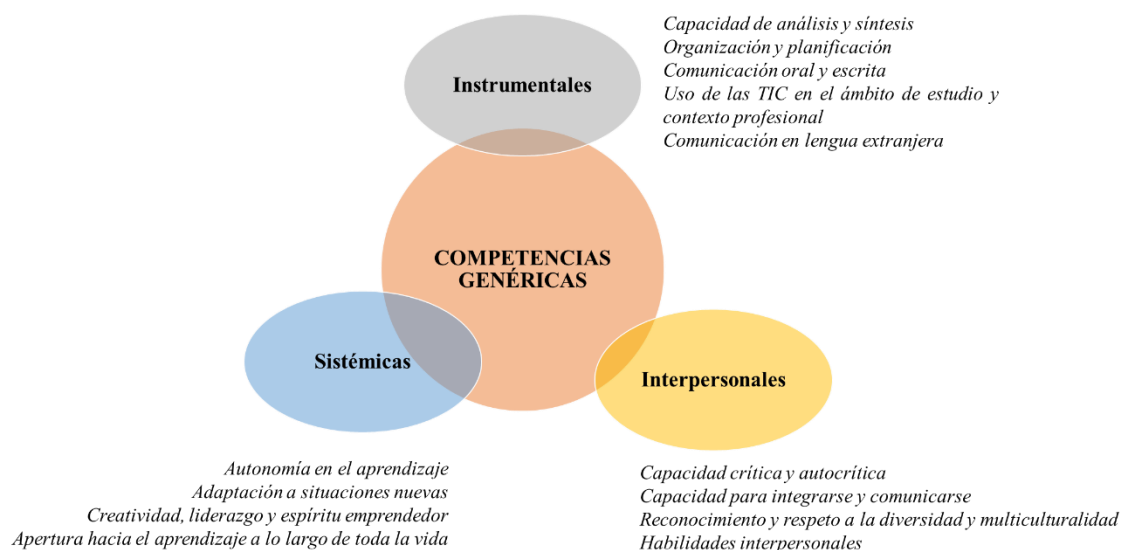 Capacidad de análisis y síntesis
Organización y planificación
Comunicación oral y escrita
Uso de las TIC en el ámbito de estudio y
contexto profesional
Comunicación en lengua extranjera
Instrumentales
COMPETENCIAS
GENÉRICAS
Sistémicas
Interpersonales
Autonomía en el aprendizaje
Adaptación a situaciones nuevas
Creatividad, liderazgo y espíritu emprendedor
Apertura hacia el aprendizaje a lo largo de toda la vida
Capacidad crítica y autocrítica
Capacidad para integrarse y comunicarse
Reconocimiento y respeto a la diversidad y multiculturalidad
Habilidades interpersonales